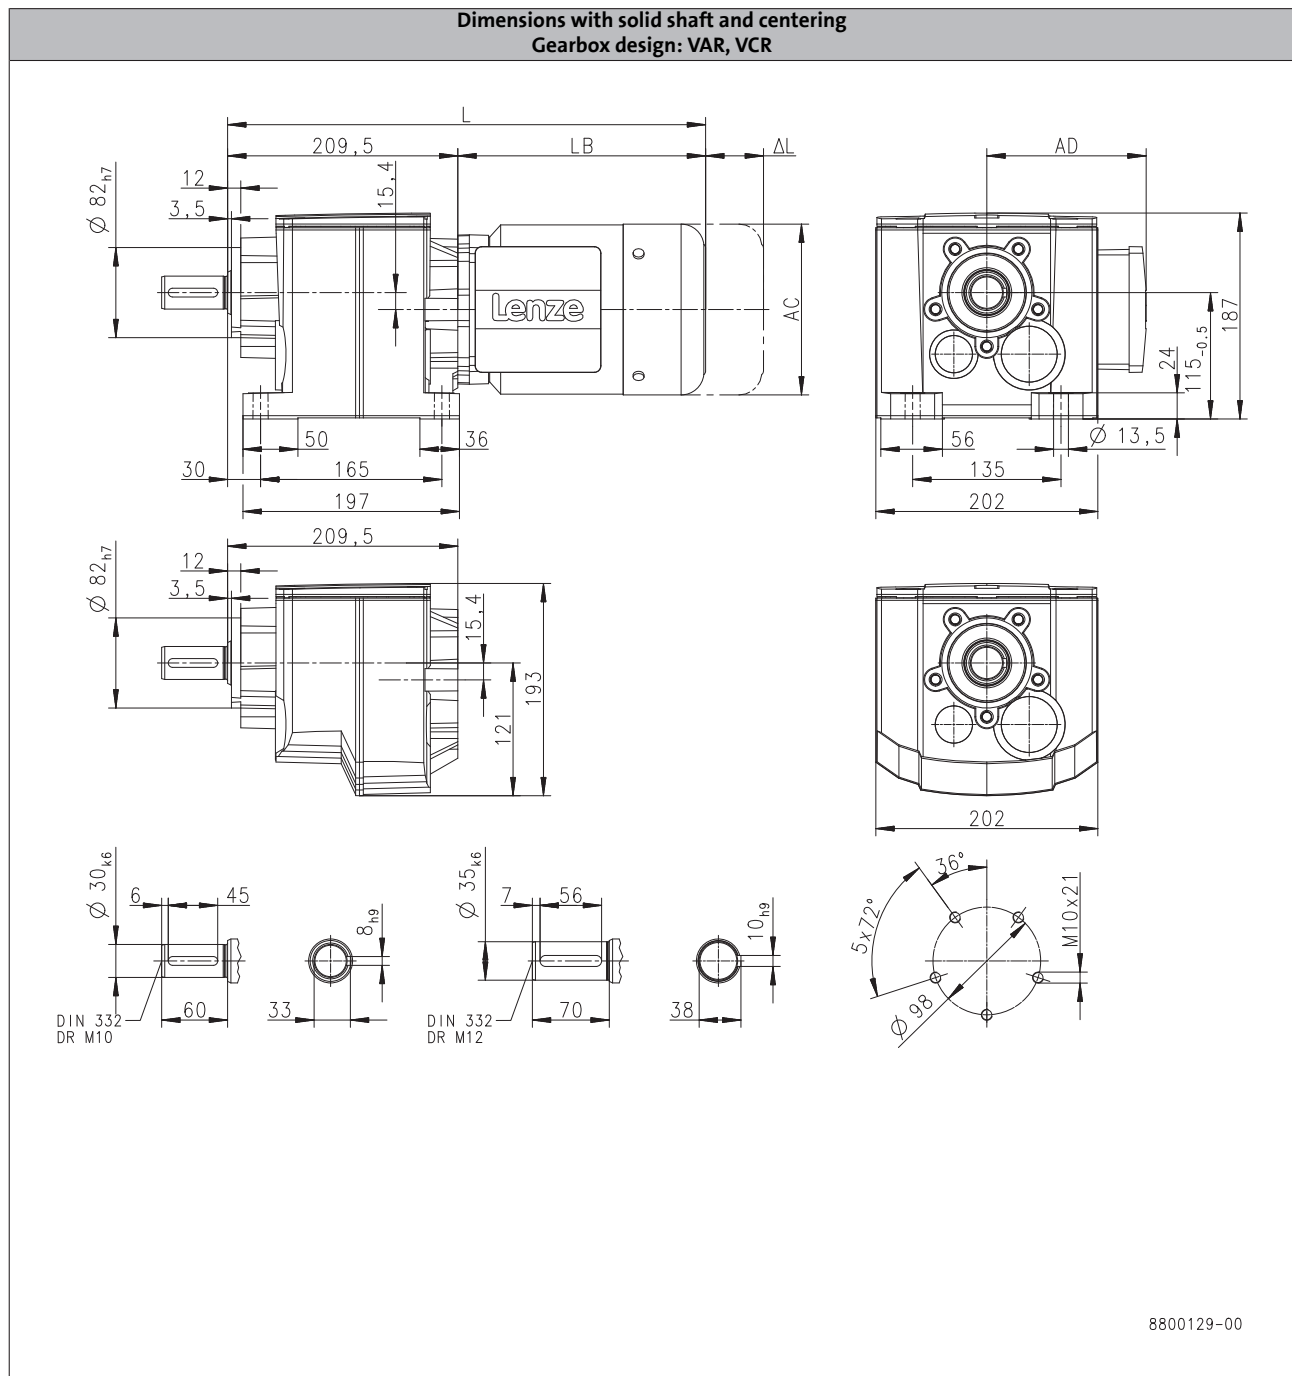 Dimensions with solid shaft and centering
Gearbox design: VAR, VCR
L
209,5
LB
ΔL
AD
12
15,4
Ø 82h7
3,5
Lenze
AC
187
115-0.5
24
50
36
56
Ø 13,5
30
165
135
197
202
209,5
12
Ø 82h7
3,5
15,4
193
121
202
Ø 30k6
6
45
8h9
Ø 35k6
7
56
10h9
36°
5x72°
M10x21
60
33
70
38
Ø 98
DIN 332
DR M10
DIN 332
DR M12
8800129-00